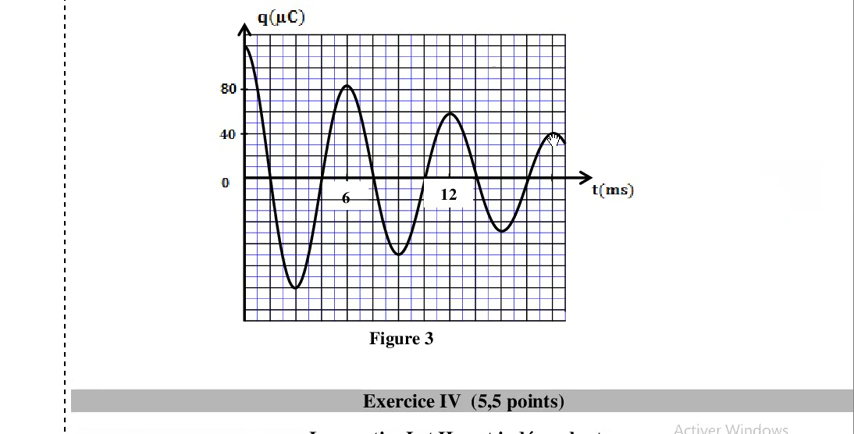 q(μC)
80
40
0
6
12
t(ms)
Figure 3
Exercice IV (5,5 points)
Activer Windows